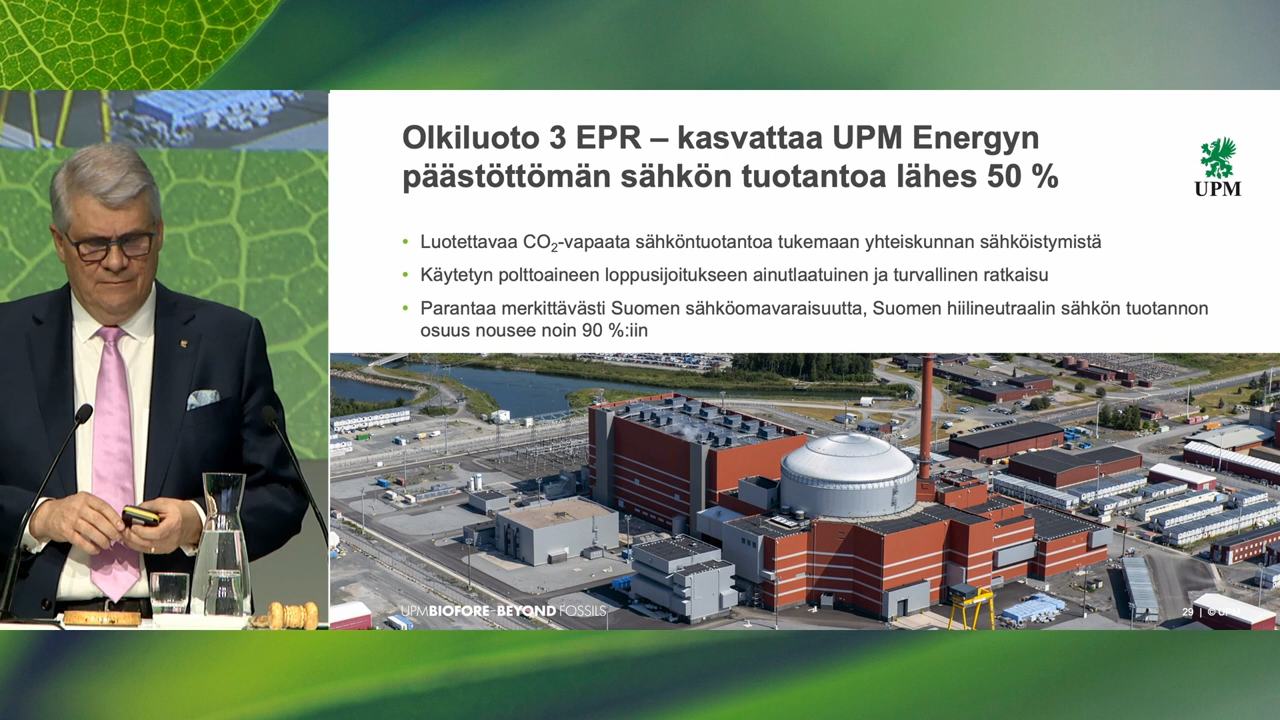 Olkiluoto 3 EPR – kasvattaa UPM Energyn
päästöttömän sähkön tuotantoa lähes 50 %
UPM
• Luotettavaa CO₂-vapaata sähköntuotantoa tukemaan yhteiskunnan sähköistymistä
• Käytetyn polttoaineen loppusijoitukseen ainutlaatuinen ja turvallinen ratkaisu
• Parantaa merkittävästi Suomen sähköomavaraisuutta, Suomen hiilineutraalin sähkön tuotannon
osuus nousee noin 90 %:iin
UPM BIOFORE–BEYOND FOSSILS
29 | © UPM